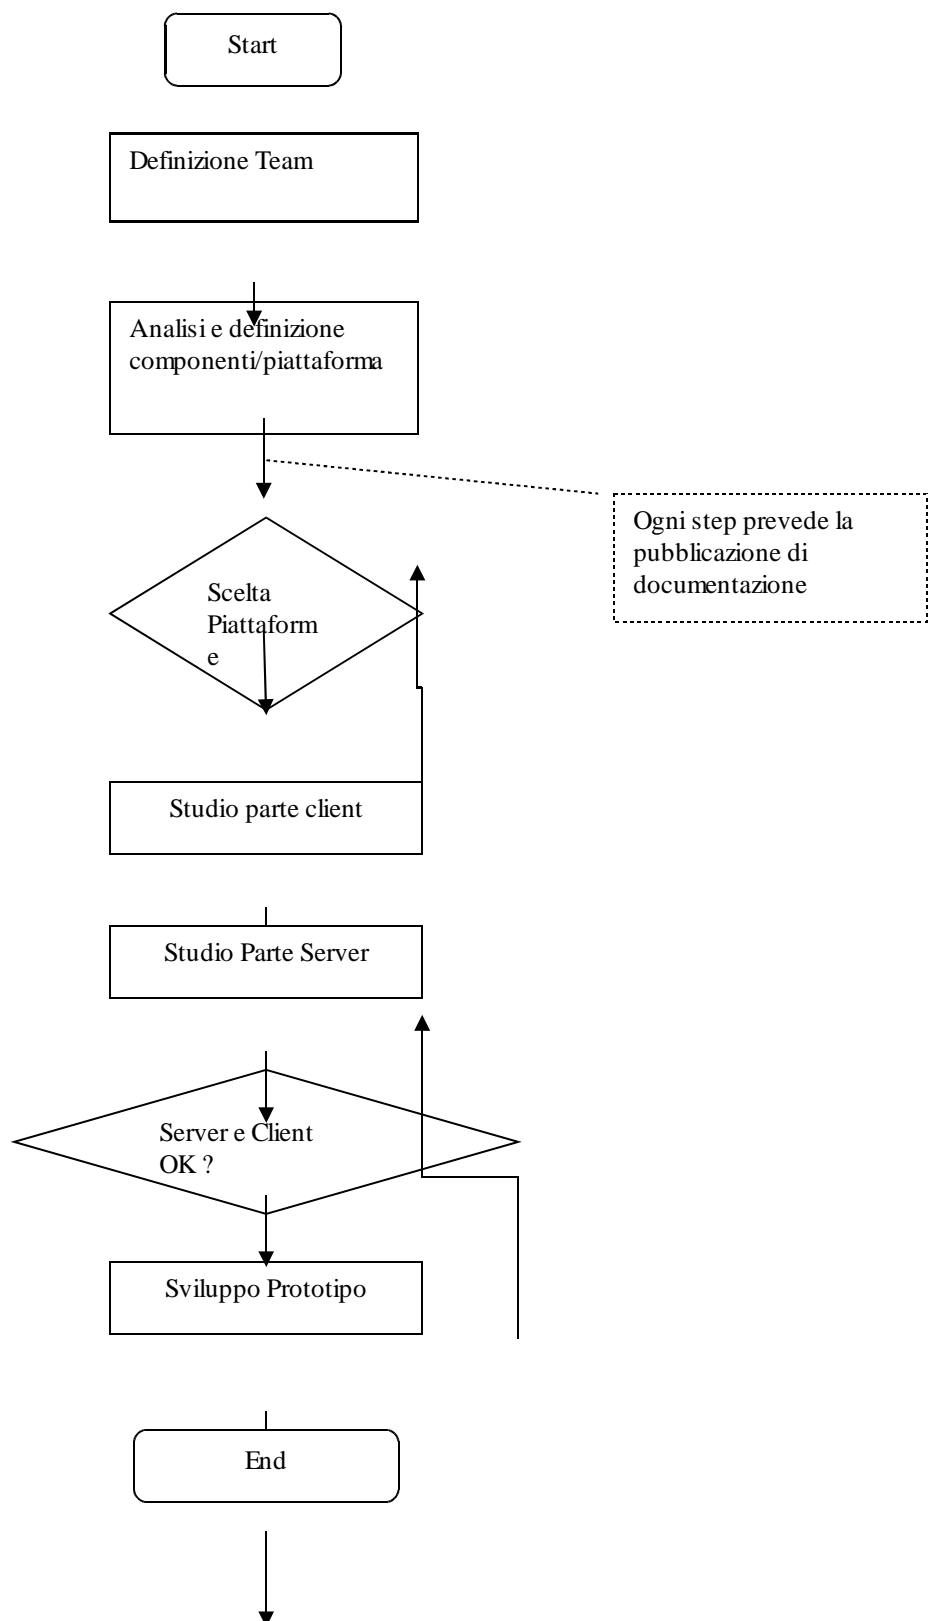 Start
Definizione Team
Analisi e definizione
componenti/piattaforma
Ogni step prevede la
pubblicazione di
documentazione
Scelta
Piattaform
e
Studio parte client
Studio Parte Server
Server e Client
OK ?
Sviluppo Prototipo
End